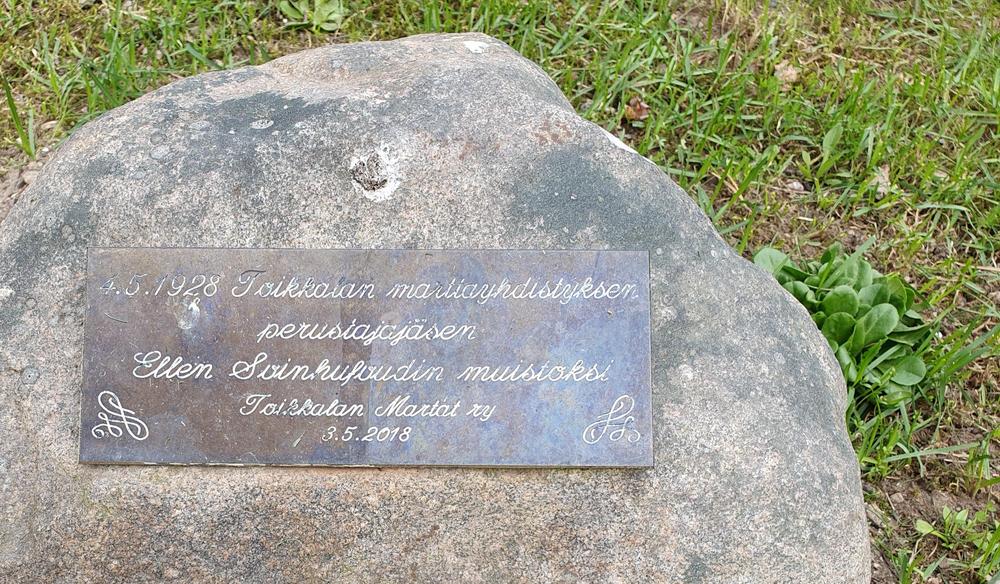 4.5.1928 Toikkalan marttayhdistyksen
perustajajäsen
Ellen Svinhufvudin muistoksi
Toikkalan Martat ry
3.5.2018